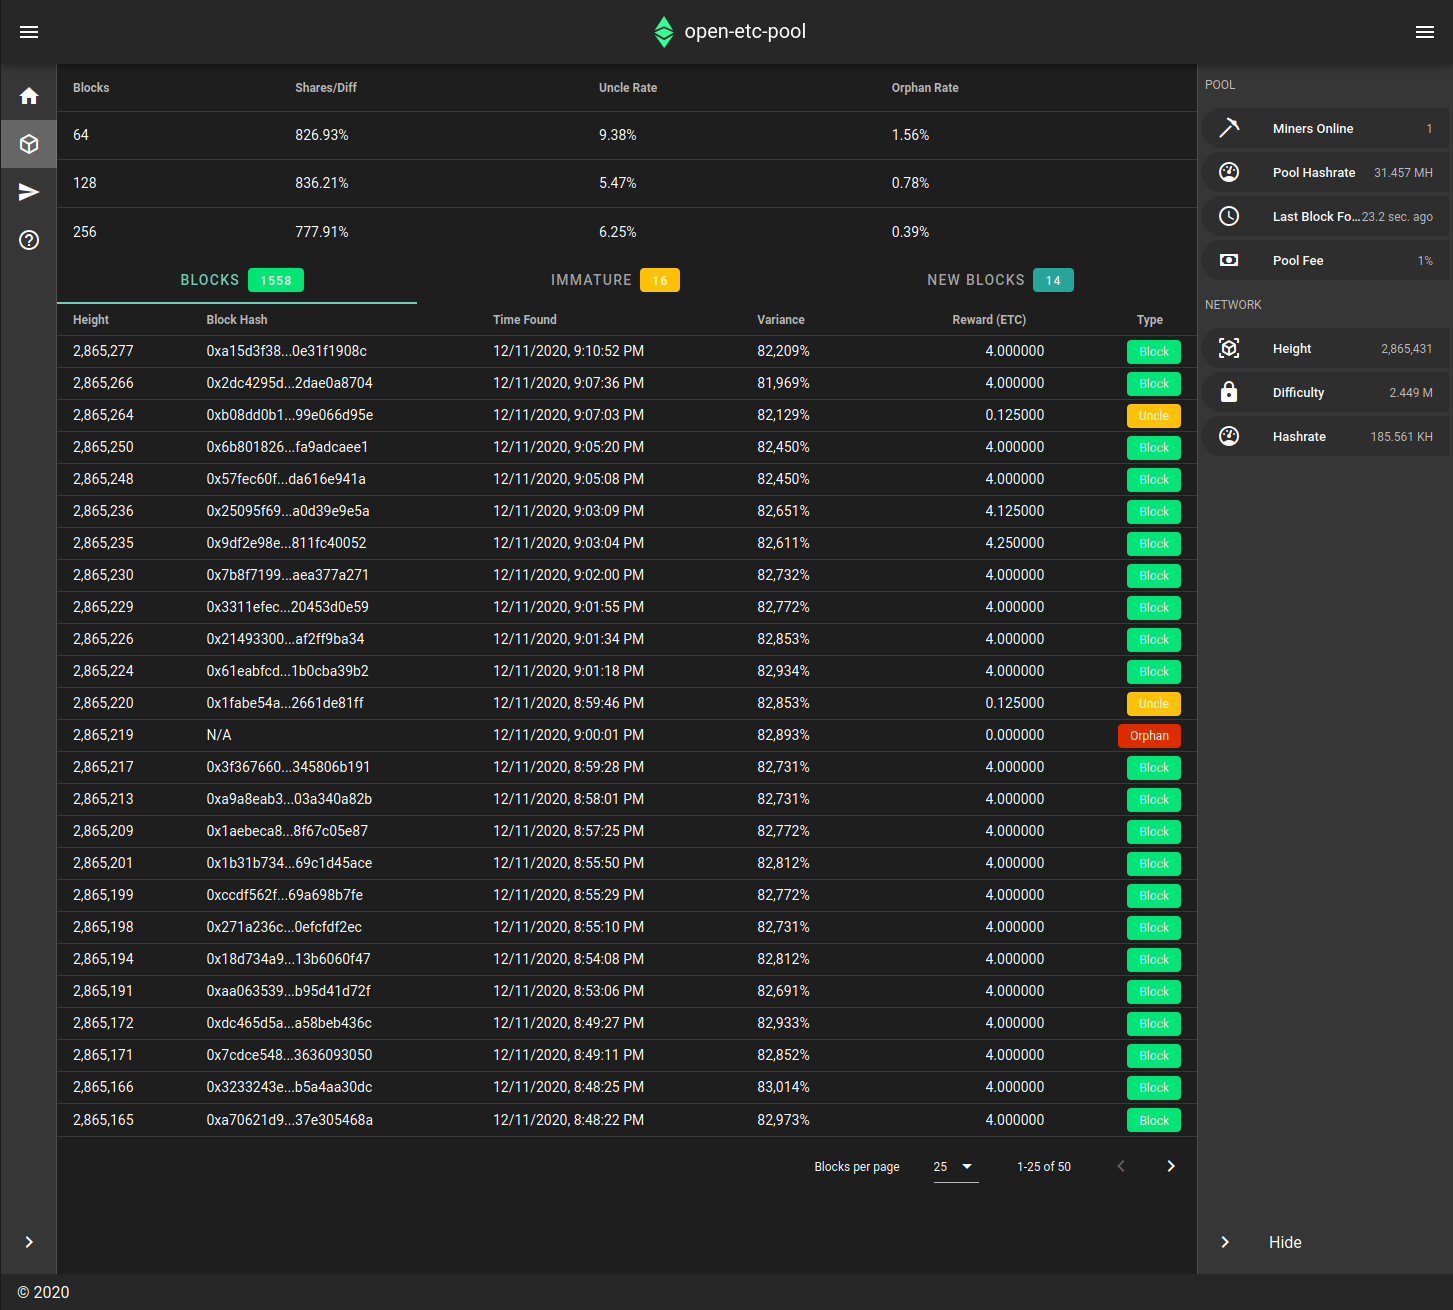 open-etc-pool
Blocks Shares/Diff Uncle Rate Orphan Rate
64 826.93% 9.38% 1.56%
128 836.21% 5.47% 0.78%
256 777.91% 6.25% 0.39%
BLOCKS 1558 IMMATURE 16 NEW BLOCKS 14
Height Block Hash Time Found Variance Reward (ETC) Type
2,865,277 0xa15d3f38...0e31f1908c 12/11/2020, 9:10:52 PM 82,209% 4.000000 Block
2,865,266 0x2dc4295d...2dae0a8704 12/11/2020, 9:07:36 PM 81,969% 4.000000 Block
2,865,264 0xb08dd0b1...99e066d95e 12/11/2020, 9:07:03 PM 82,129% 0.125000 Uncle
2,865,250 0x6b801826...fa9adcaee1 12/11/2020, 9:05:20 PM 82,450% 4.000000 Block
2,865,248 0x57fec60f...da616e941a 12/11/2020, 9:05:08 PM 82,450% 4.000000 Block
2,865,236 0x25095f69...a0d39e9e5a 12/11/2020, 9:03:09 PM 82,651% 4.125000 Block
2,865,235 0x9df2e98e...811fc40052 12/11/2020, 9:03:04 PM 82,611% 4.250000 Block
2,865,230 0x7b8f7199...aea377a271 12/11/2020, 9:02:00 PM 82,732% 4.000000 Block
2,865,229 0x3311efec...20453d0e59 12/11/2020, 9:01:55 PM 82,772% 4.000000 Block
2,865,226 0x21493300...af2ff9ba34 12/11/2020, 9:01:34 PM 82,853% 4.000000 Block
2,865,224 0x61eabfcd...1b0cba39b2 12/11/2020, 9:01:18 PM 82,934% 4.000000 Block
2,865,220 0x1fabe54a...2661de81ff 12/11/2020, 8:59:46 PM 82,853% 0.125000 Uncle
2,865,219 N/A 12/11/2020, 9:00:01 PM 82,893% 0.000000 Orphan
2,865,217 0x3f367660...345806b191 12/11/2020, 8:59:28 PM 82,731% 4.000000 Block
2,865,213 0xa9a8eab3...03a340a82b 12/11/2020, 8:58:01 PM 82,731% 4.000000 Block
2,865,209 0x1aebeca8...8f67c05e87 12/11/2020, 8:57:25 PM 82,772% 4.000000 Block
2,865,201 0x1b31b734...69c1d45ace 12/11/2020, 8:55:50 PM 82,812% 4.000000 Block
2,865,199 0xccdf562f...69a698b7fe 12/11/2020, 8:55:29 PM 82,772% 4.000000 Block
2,865,198 0x271a236c...0efcfdf2ec 12/11/2020, 8:55:10 PM 82,731% 4.000000 Block
2,865,194 0x18d734a9...13b6060f47 12/11/2020, 8:54:08 PM 82,812% 4.000000 Block
2,865,191 0xaa063539...b95d41d72f 12/11/2020, 8:53:06 PM 82,691% 4.000000 Block
2,865,172 0xdc465d5a...a58beb436c 12/11/2020, 8:49:27 PM 82,933% 4.000000 Block
2,865,171 0x7cdce548...3636093050 12/11/2020, 8:49:11 PM 82,852% 4.000000 Block
2,865,166 0x3233243e...b5a4aa30dc 12/11/2020, 8:48:25 PM 83,014% 4.000000 Block
2,865,165 0xa70621d9...37e305468a 12/11/2020, 8:48:22 PM 82,973% 4.000000 Block
Blocks per page 25 1-25 of 50
POOL
Miners Online 1
Pool Hashrate 31.457 MH
Last Block Fo... 23.2 sec. ago
Pool Fee 1%
NETWORK
Height 2,865,431
Difficulty 2.449 M
Hashrate 185.561 KH
Hide
© 2020